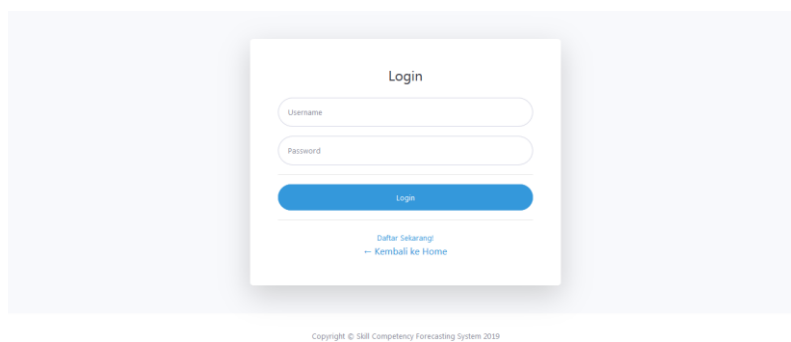 Login
Username
Password
Login
Daftar Sekarang!
← Kembali ke Home
Copyright © Skill Competency Forecasting System 2019